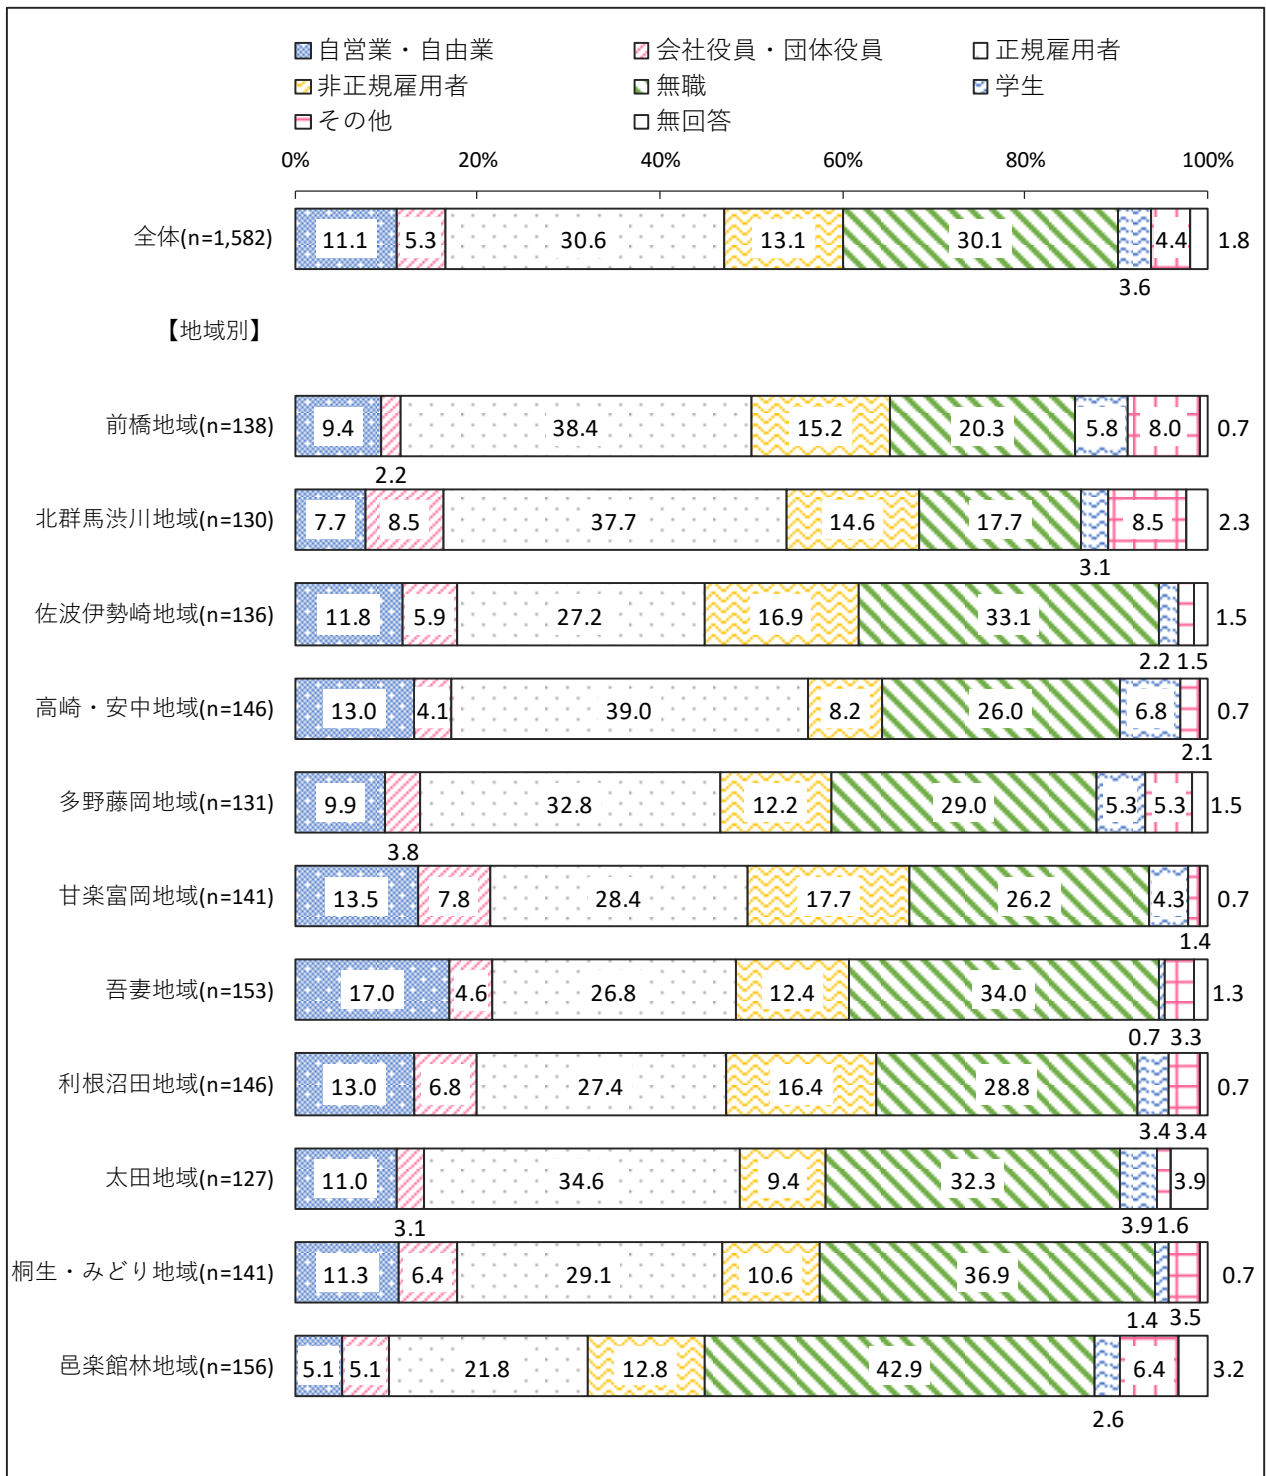 自営業・自由業 会社役員・団体役員 正規雇用者
非正規雇用者 無職 学生
その他 無回答
0% 20% 40% 60% 80% 100%
全体(n=1,582) 11.1 5.3 30.6 13.1 30.1 4.4 1.8
3.6
【地域別】
前橋地域(n=138) 9.4 38.4 15.2 20.3 5.8 8.0 0.7
2.2
北群馬渋川地域(n=130) 7.7 8.5 37.7 14.6 17.7 8.5 2.3
3.1
佐波伊勢崎地域(n=136) 11.8 5.9 27.2 16.9 33.1 1.5
2.2 1.5
高崎・安中地域(n=146) 13.0 4.1 39.0 8.2 26.0 6.8 0.7
2.1
多野藤岡地域(n=131) 9.9 32.8 12.2 29.0 5.3 5.3 1.5
3.8
甘楽富岡地域(n=141) 13.5 7.8 28.4 17.7 26.2 4.3 0.7
1.4
吾妻地域(n=153) 17.0 4.6 26.8 12.4 34.0 1.3
0.7 3.3
利根沼田地域(n=146) 13.0 6.8 27.4 16.4 28.8 0.7
3.4 3.4
太田地域(n=127) 11.0 34.6 9.4 32.3 3.9
3.1 3.9 1.6
桐生・みどり地域(n=141) 11.3 6.4 29.1 10.6 36.9 0.7
1.4 3.5
邑楽館林地域(n=156) 5.1 5.1 21.8 12.8 42.9 6.4 3.2
2.6